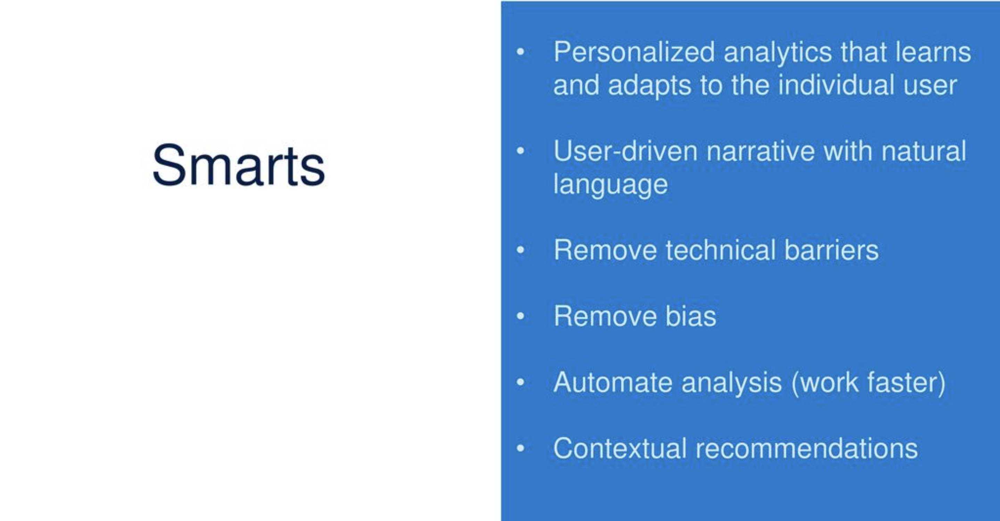 Smarts
• Personalized analytics that learns
and adapts to the individual user
• User-driven narrative with natural
language
• Remove technical barriers
• Remove bias
• Automate analysis (work faster)
• Contextual recommendations